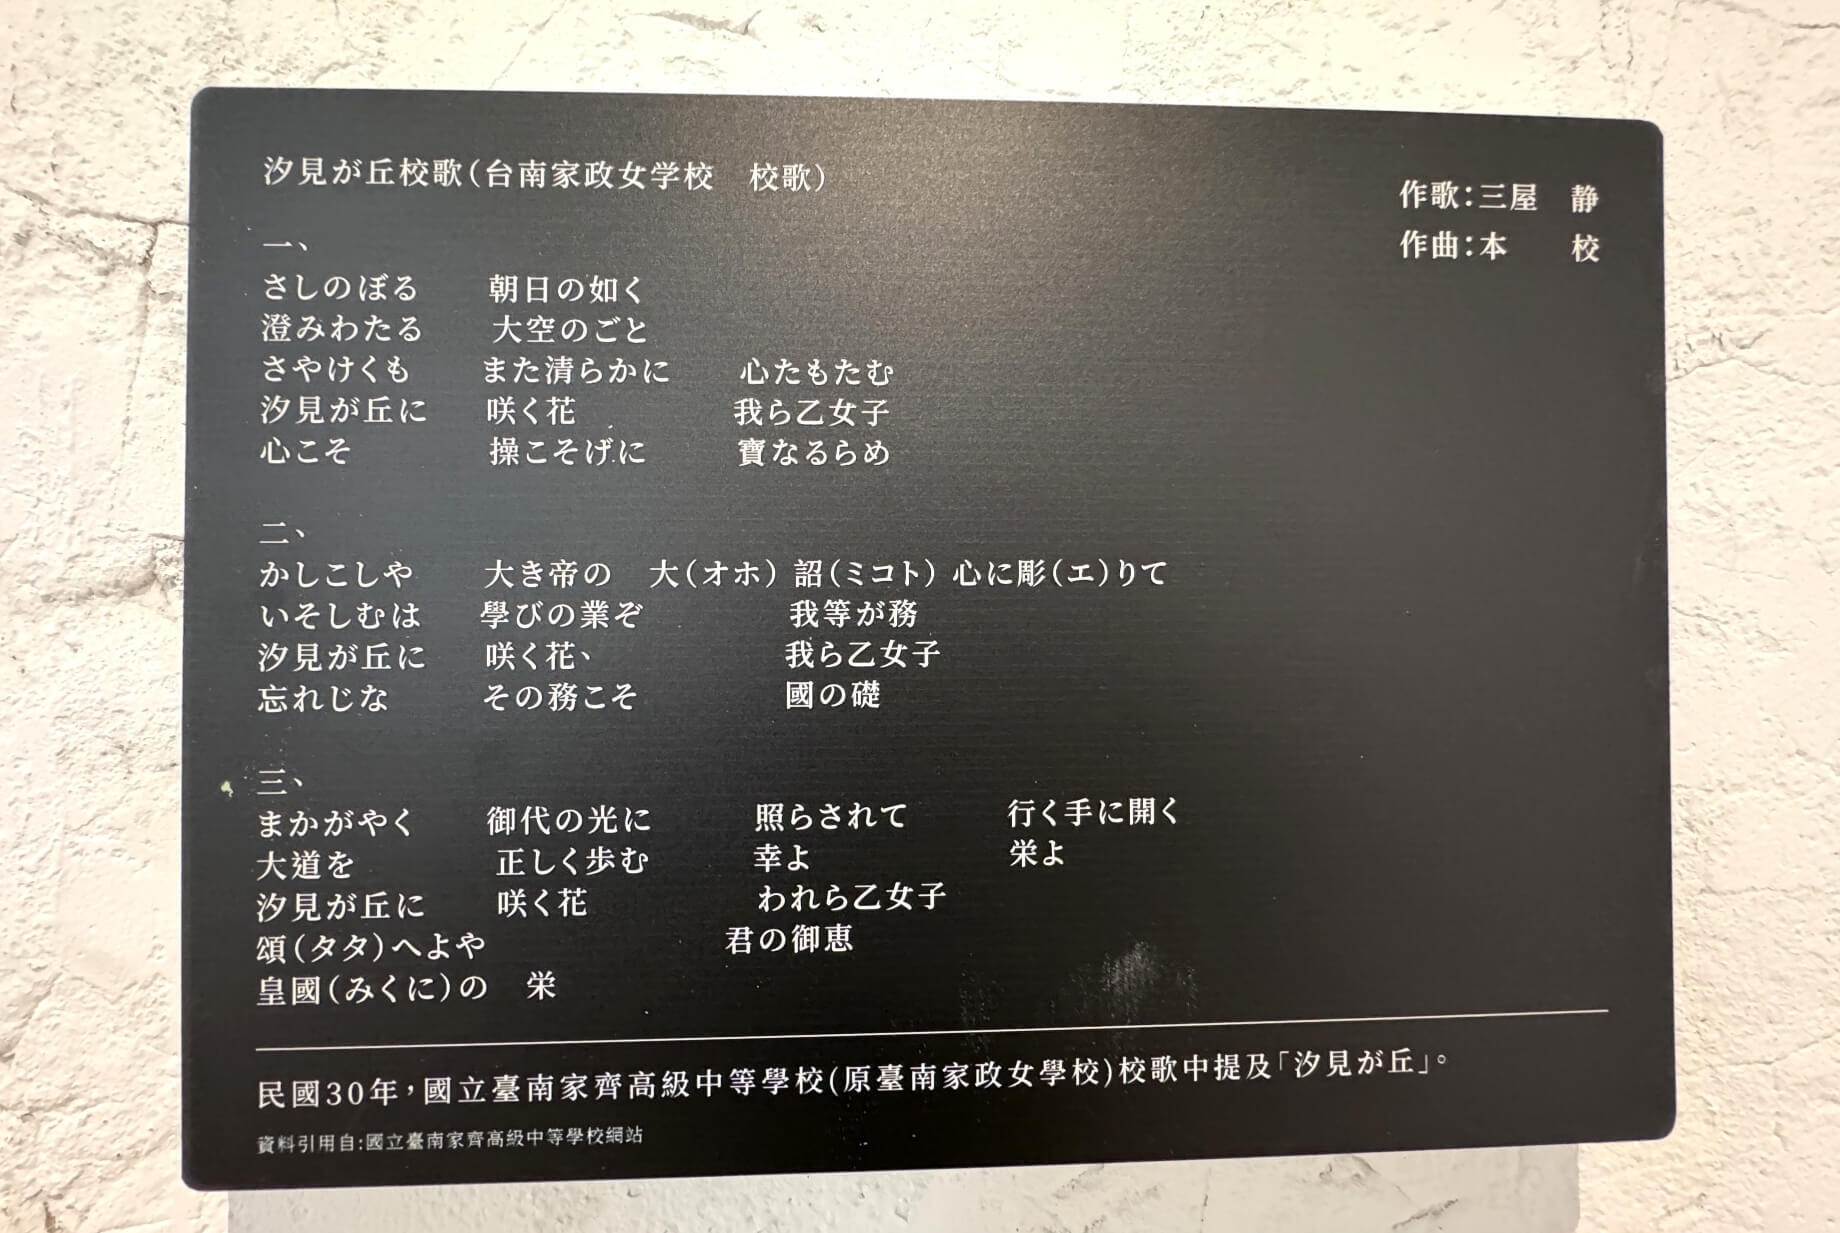 汐見が丘校歌（台南家政女学校　校歌）
作歌：三屋　静
作曲：本　　校
一、
さしのぼる　　朝日の如く
澄みわたる　　大空のごと
さやけくも　　また清らかに　　心たもたむ
汐見が丘に　　咲く花　　我ら乙女子
心こそ　　操こそげに　　寶なるらめ
二、
かしこしや　　大き帝の　大（オホ）詔（ミコト）心に彫（エ）りて
いそしむは　　學びの業ぞ　　我等が務
汐見が丘に　　咲く花、　　我ら乙女子
忘れじな　　その務こそ　　國の礎
三、
まかがやく　　御代の光に　　照らされて　　行く手に開く
大道を　　正しく歩む　　幸よ　　栄よ
汐見が丘に　　咲く花　　われら乙女子
頌（タタ）へよや　　君の御恵
皇國（みくに）の　栄
民國30年，國立臺南家齊高級中等學校(原臺南家政女學校)校歌中提及「汐見が丘」。
資料引用自:國立臺南家齊高級中等學校網站